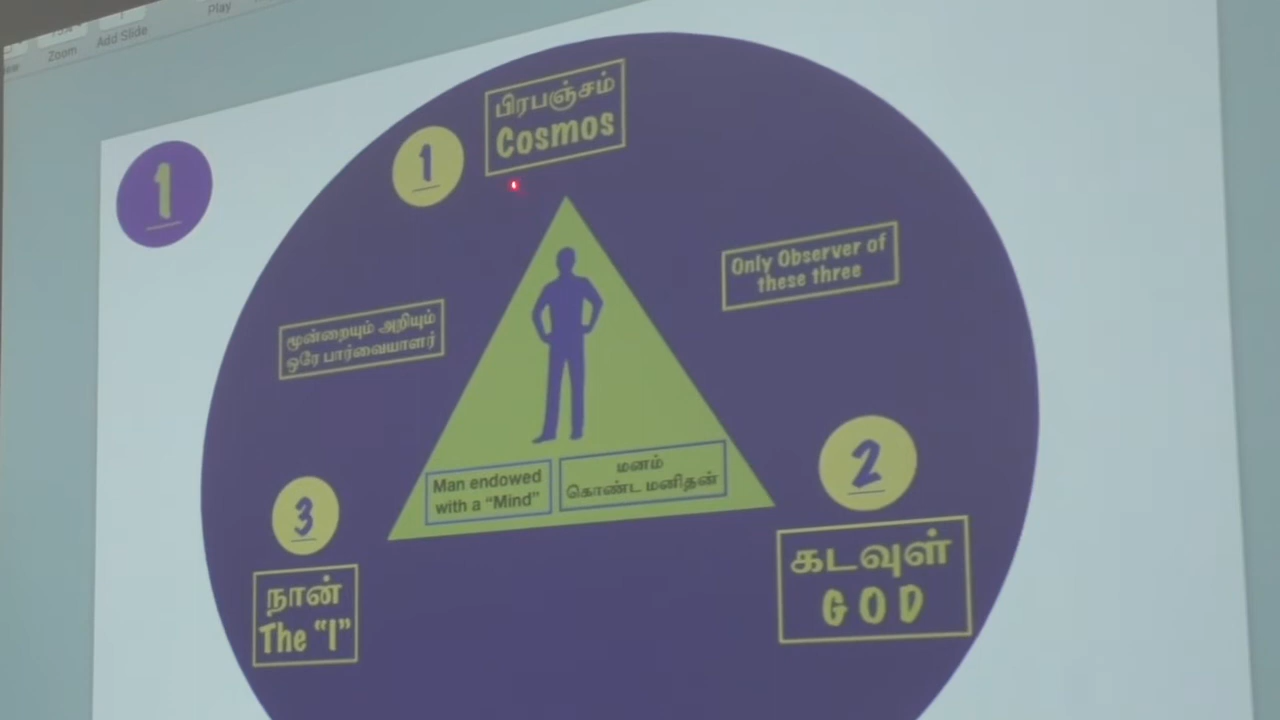 Play
Zoom
Add Slide
1
1
பிரபஞ்சம்
Cosmos
Only Observer of
these three
மூன்றையும் அறியும்
ஒரே பார்வையாளர்
Man endowed
with a “Mind”
மனம்
கொண்ட மனிதன்
2
கடவுள்
GOD
3
நான்
The “I”